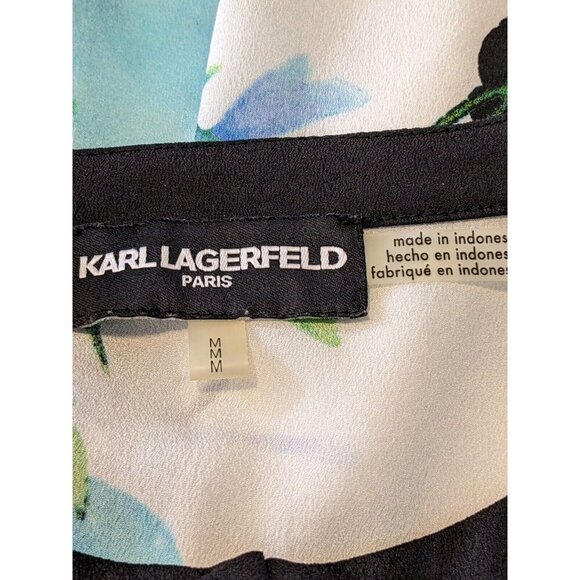 KARL LAGERFELD
PARIS
made in indones
hecho en indones
fabriqué en indones
M
M
M